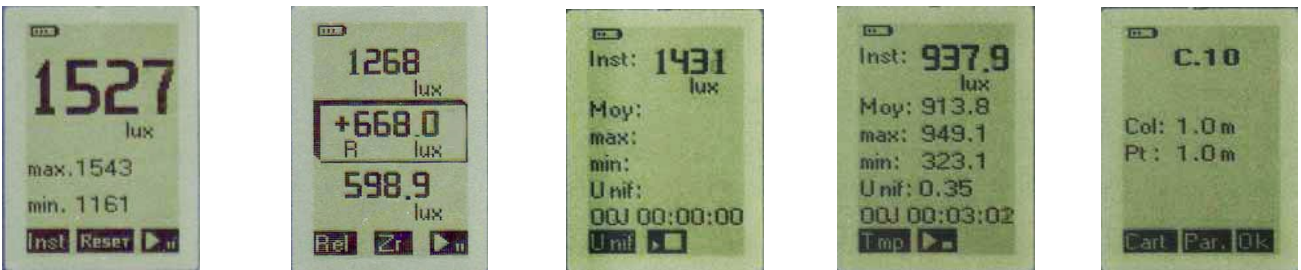 1527
lux
max.1543
min. 1161
Inst Reset
1268
lux
+668.0
R lux
598.9
lux
Rel Zr
Inst: 1431
lux
Moy:
max:
min:
Unif:
00J 00:00:00
Unif
Inst: 937.9
lux
Moy: 913.8
max: 949.1
min: 323.1
Unif: 0.35
00J 00:03:02
Tmp
C.10
Col: 1.0 m
Pt : 1.0 m
Cart Par. Ok